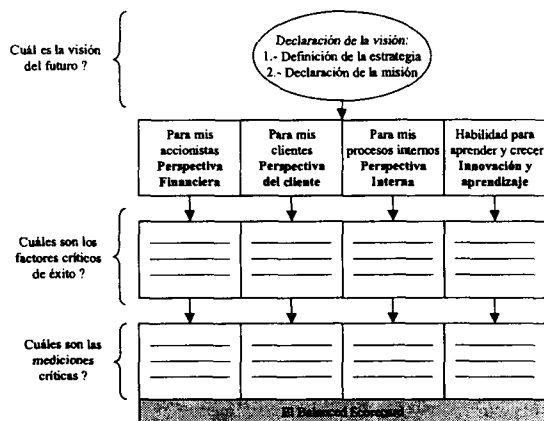 Cuál es la visión
del futuro ?
Declaración de la visión:
1.- Definición de la estrategia
2.- Declaración de la misión
Para mis
accionistas
Perspectiva
Financiera
Para mis
clientes
Perspectiva
del cliente
Para mis
procesos internos
Perspectiva
Interna
Habilidad para
aprender y crecer
Innovación y
aprendizaje
Cuáles son los
factores críticos
de éxito ?
Cuáles son las
mediciones
críticas ?
El Balanced Scorecard